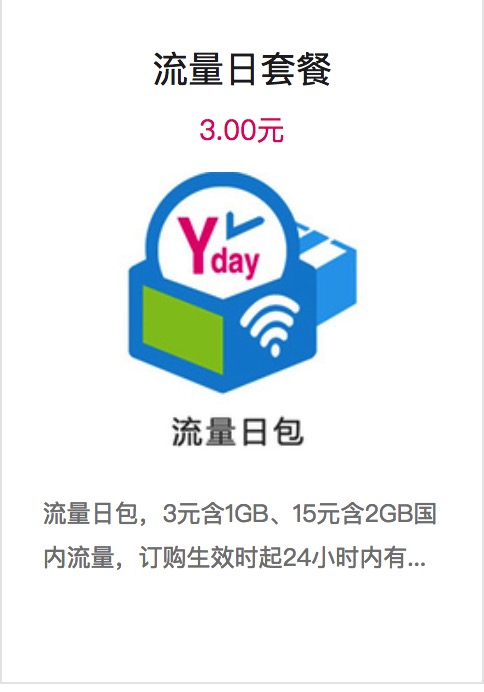 流量日套餐
3.00元
Y
day
流量日包
流量日包，3元含1GB、15元含2GB国
内流量，订购生效时起24小时内有...